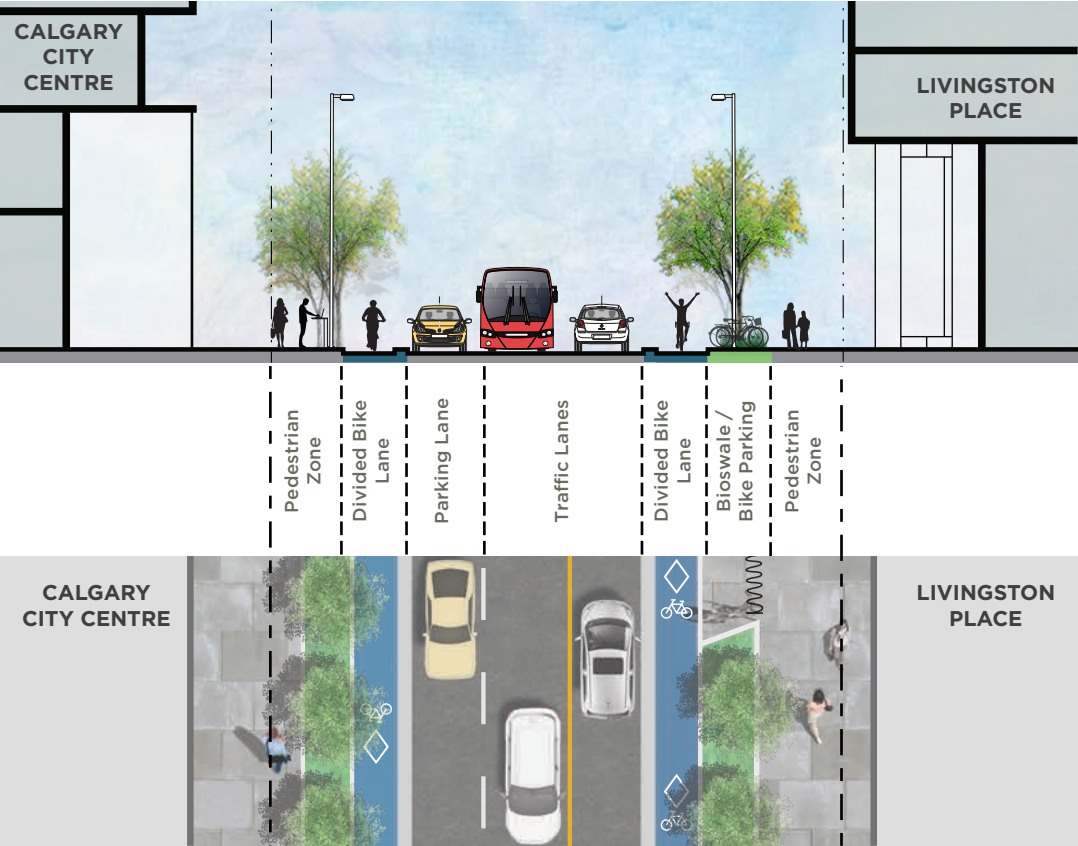 CALGARY
CITY
CENTRE
LIVINGSTON
PLACE
Pedestrian
Zone
Divided Bike
Lane
Parking Lane
Traffic Lanes
Divided Bike
Lane
Bioswale /
Bike Parking
Pedestrian
Zone
CALGARY
CITY CENTRE
LIVINGSTON
PLACE